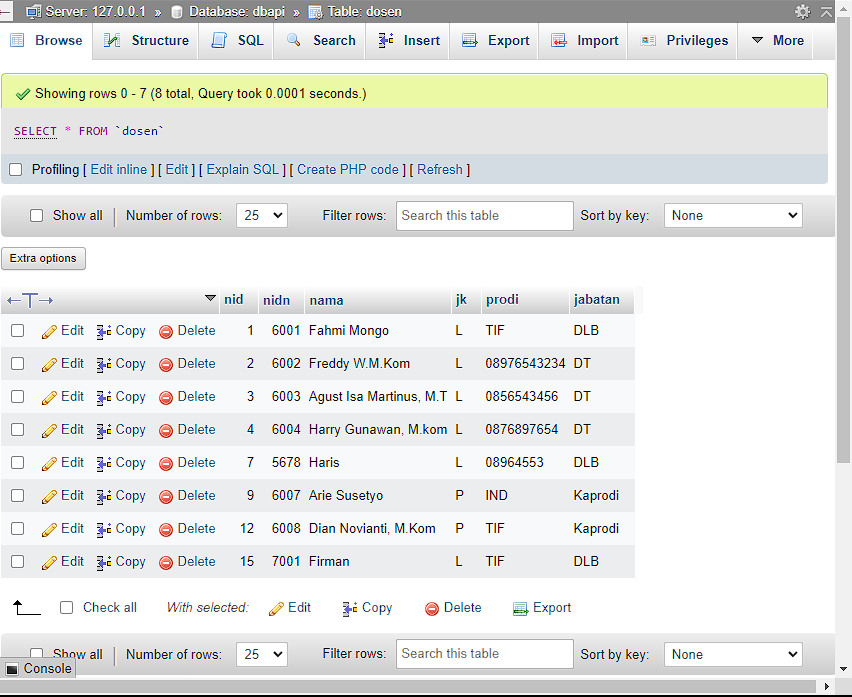 Server: 127.0.0.1 » Database: dbapi » Table: dosen
Browse Structure SQL Search Insert Export Import Privileges More
Showing rows 0 - 7 (8 total, Query took 0.0001 seconds.)
SELECT * FROM `dosen`
Profiling [ Edit inline ] [ Edit ] [ Explain SQL ] [ Create PHP code ] [ Refresh ]
Show all | Number of rows: 25 Filter rows: Search this table Sort by key: None
Extra options
←T→ nid nidn nama jk prodi jabatan
Edit Copy Delete 1 6001 Fahmi Mongo L TIF DLB
Edit Copy Delete 2 6002 Freddy W.M.Kom L 08976543234 DT
Edit Copy Delete 3 6003 Agust Isa Martinus, M.T L 0856543456 DT
Edit Copy Delete 4 6004 Harry Gunawan, M.kom L 0876897654 DT
Edit Copy Delete 7 5678 Haris L 08964553 DLB
Edit Copy Delete 9 6007 Arie Susetyo P IND Kaprodi
Edit Copy Delete 12 6008 Dian Novianti, M.Kom P TIF Kaprodi
Edit Copy Delete 15 7001 Firman L TIF DLB
Check all With selected: Edit Copy Delete Export
Show all | Number of rows: 25 Filter rows: Search this table Sort by key: None
Console